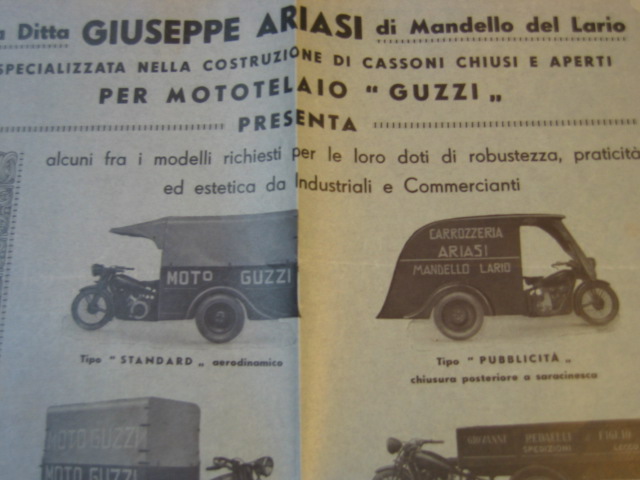 a Ditta GIUSEPPE ARIASI di Mandello del Lario
SPECIALIZZATA NELLA COSTRUZIONE DI CASSONI CHIUSI E APERTI
PER MOTOTELAIO " GUZZI „
PRESENTA
alcuni fra i modelli richiesti per le loro doti di robustezza, praticità
ed estetica da Industriali e Commercianti
MOTO GUZZI
CARROZZERIA
ARIASI
MANDELLO LARIO
Tipo " STANDARD „ aerodinamico
Tipo " PUBBLICITÀ „
chiusura posteriore a saracinesca
MOTO GUZZI
MOTO GUZZI
REDAELLI & FIGLIO
SPEDIZIONI